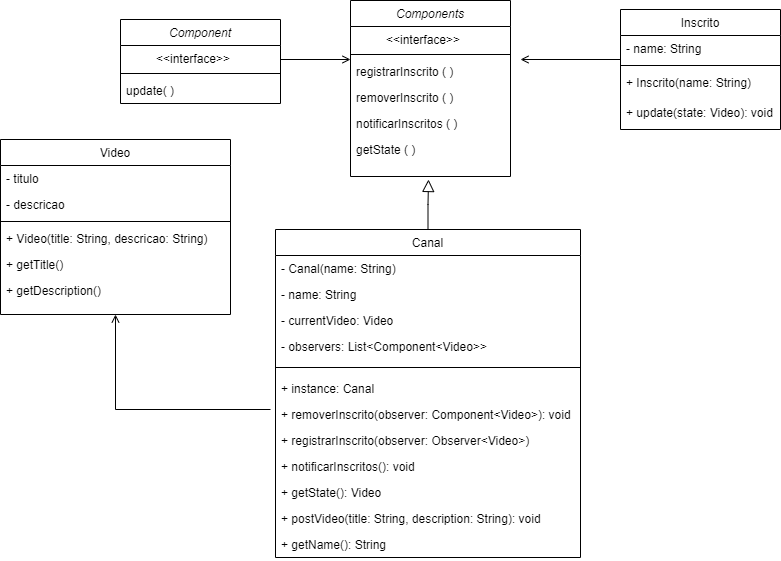 Component
<<interface>>
update( )
Components
<<interface>>
registrarInscrito ( )
removerInscrito ( )
notificarInscritos ( )
getState ( )
Inscrito
- name: String
+ Inscrito(name: String)
+ update(state: Video): void
Video
- titulo
- descricao
+ Video(title: String, descricao: String)
+ getTitle()
+ getDescription()
Canal
- Canal(name: String)
- name: String
- currentVideo: Video
- observers: List<Component<Video>>
+ instance: Canal
+ removerInscrito(observer: Component<Video>): void
+ registrarInscrito(observer: Observer<Video>)
+ notificarInscritos(): void
+ getState(): Video
+ postVideo(title: String, description: String): void
+ getName(): String